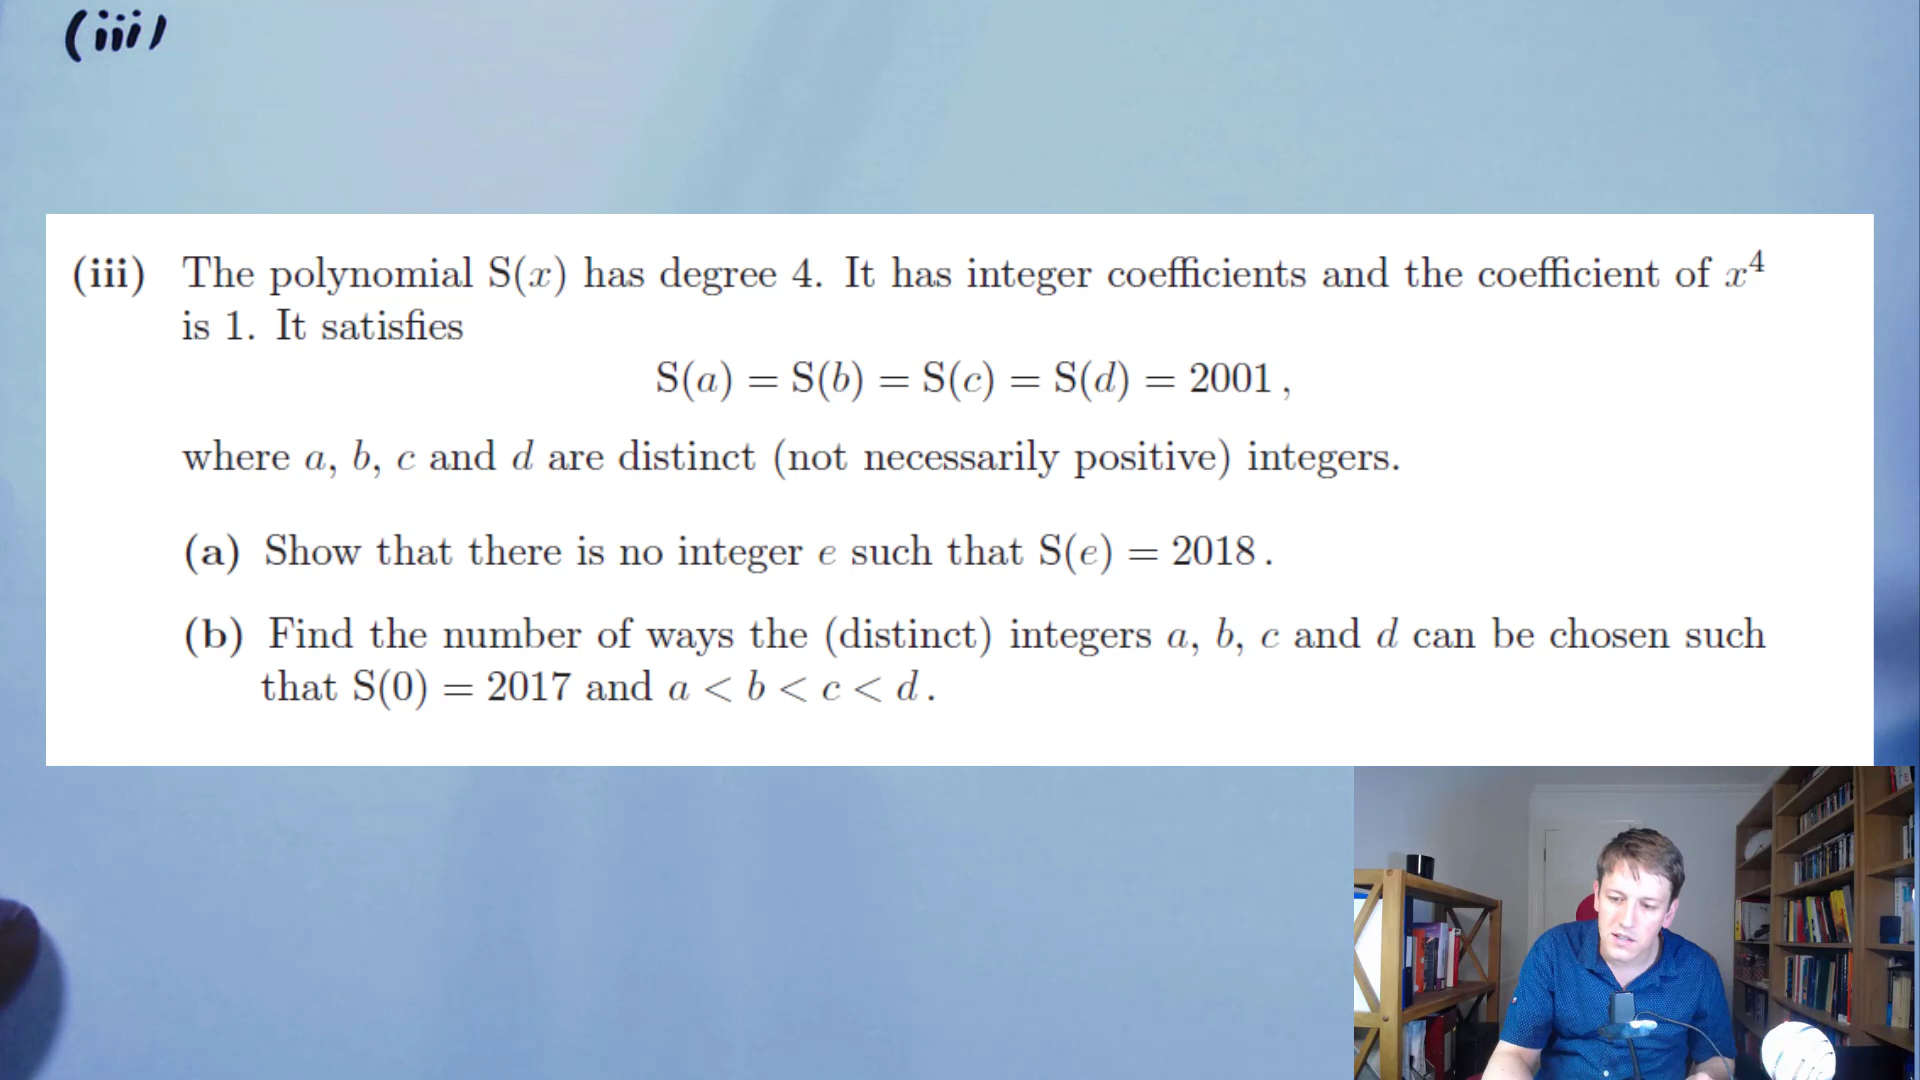 (iii)
(iii) The polynomial S(x) has degree 4. It has integer coefficients and the coefficient of x⁴
is 1. It satisfies
S(a) = S(b) = S(c) = S(d) = 2001 ,
where a, b, c and d are distinct (not necessarily positive) integers.
(a) Show that there is no integer e such that S(e) = 2018 .
(b) Find the number of ways the (distinct) integers a, b, c and d can be chosen such
that S(0) = 2017 and a < b < c < d .